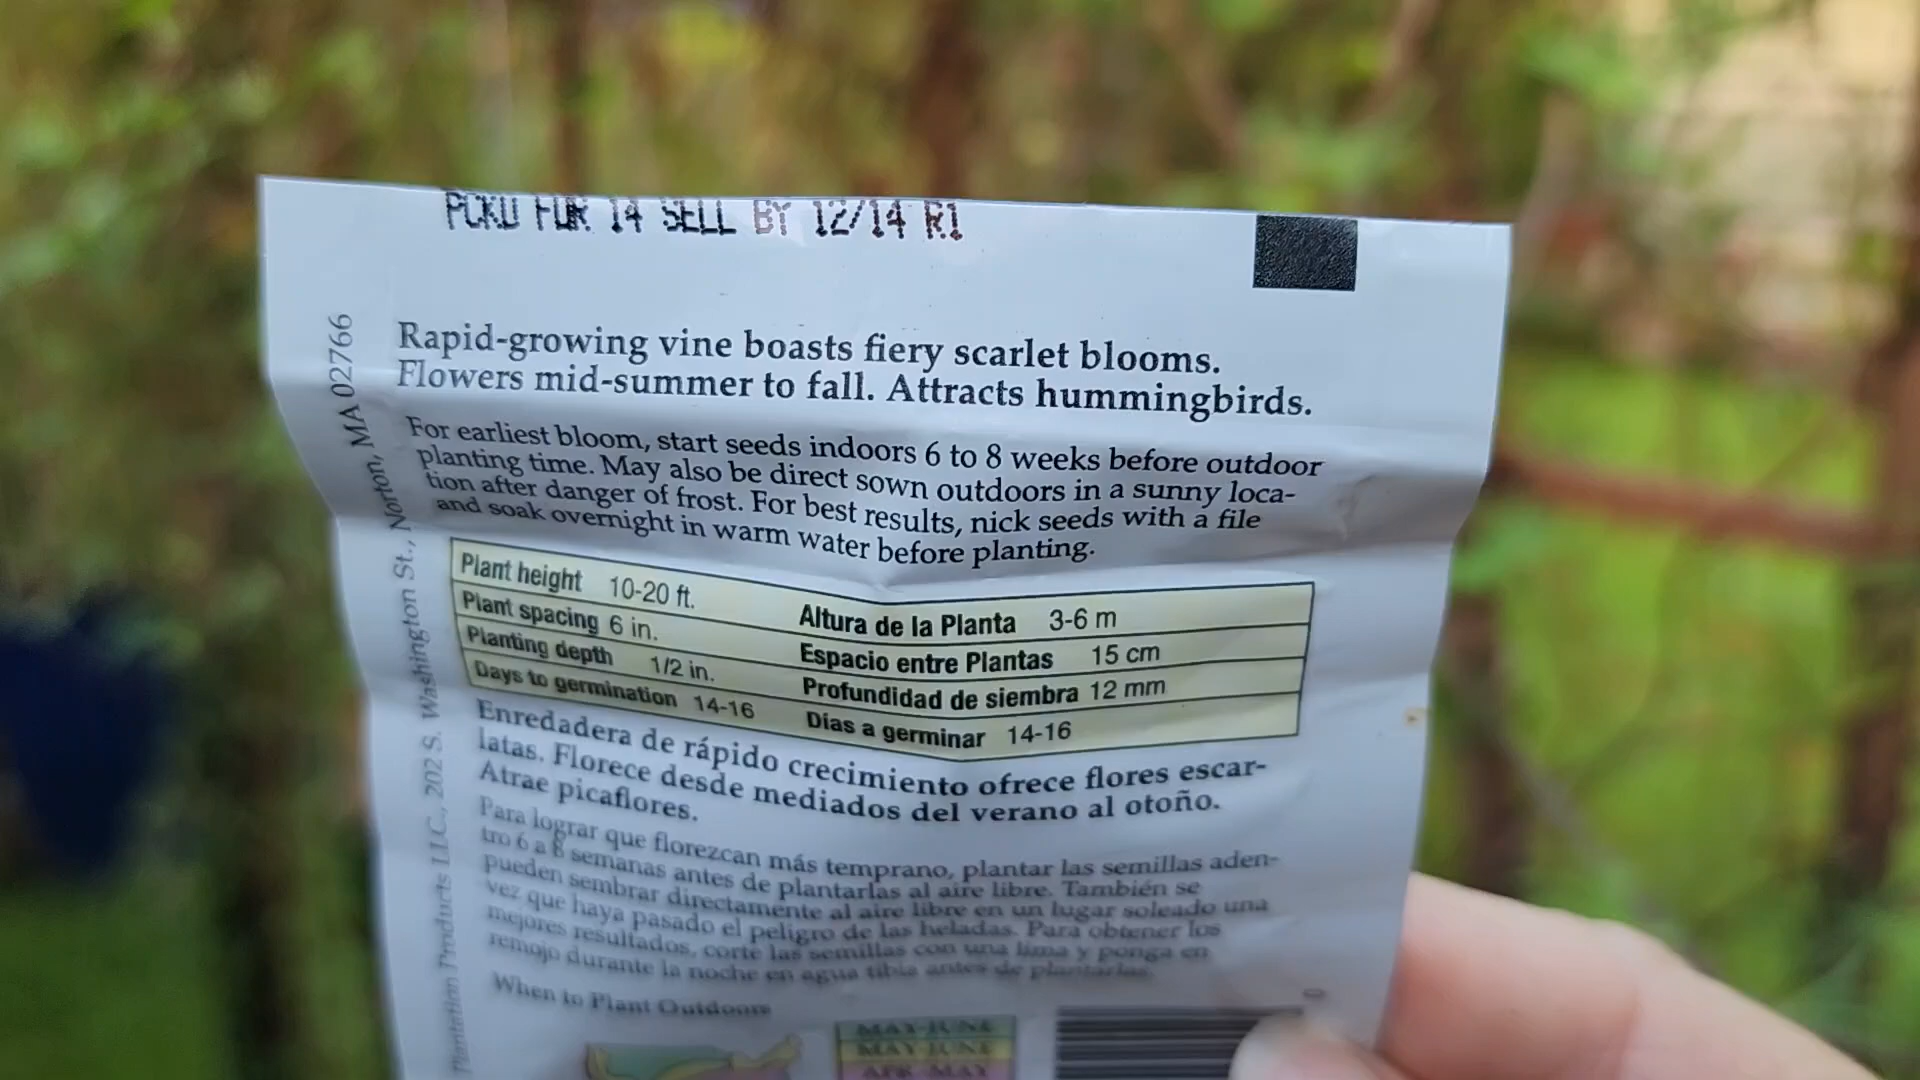 PCKD FOR 14 SELL BY 12/14 R1
Rapid-growing vine boasts fiery scarlet blooms.
Flowers mid-summer to fall. Attracts hummingbirds.
For earliest bloom, start seeds indoors 6 to 8 weeks before outdoor
planting time. May also be direct sown outdoors in a sunny loca-
tion after danger of frost. For best results, nick seeds with a file
and soak overnight in warm water before planting.
Plant height 10-20 ft. Altura de la Planta 3-6 m
Plant spacing 6 in. Espacio entre Plantas 15 cm
Planting depth 1/2 in. Profundidad de siembra 12 mm
Days to germination 14-16 Dias a germinar 14-16
Enredadera de rápido crecimiento ofrece flores escar-
latas. Florece desde mediados del verano al otoño.
Atrae picaflores.
Para lograr que florezcan más temprano, plantar las semillas aden-
tro 6 a 8 semanas antes de plantarlas al aire libre. También se
pueden sembrar directamente al aire libre en un lugar soleado una
vez que haya pasado el peligro de las heladas. Para obtener los
mejores resultados, corte las semillas con una lima y ponga en
remojo durante la noche en agua tibia antes de plantarlas.
When to Plant Outdoors
MAY-JUNE
MAY-JUNE
APR-MAY
Plantation Products LLC., 202 S. Washington St., Norton, MA 02766